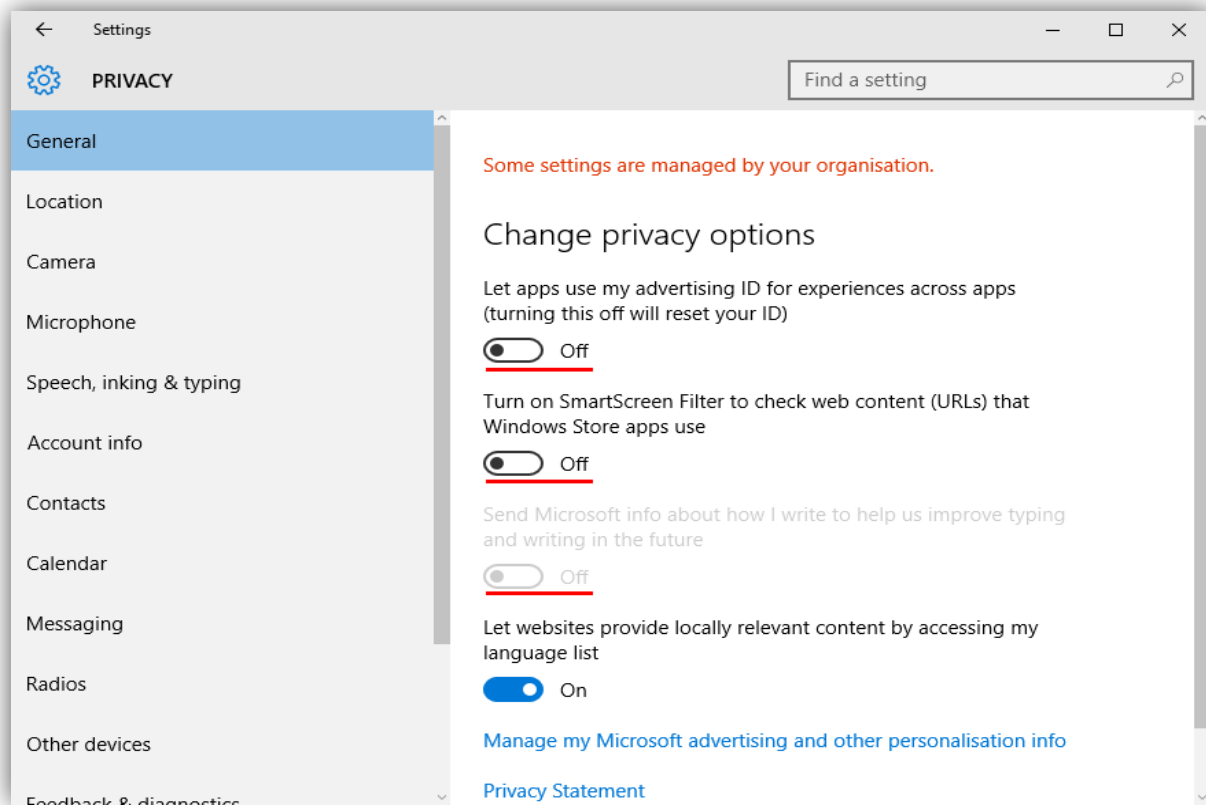 Settings
PRIVACY
Find a setting
General
Location
Camera
Microphone
Speech, inking & typing
Account info
Contacts
Calendar
Messaging
Radios
Other devices
Feedback & diagnostics
Some settings are managed by your organisation.
Change privacy options
Let apps use my advertising ID for experiences across apps
(turning this off will reset your ID)
Off
Turn on SmartScreen Filter to check web content (URLs) that
Windows Store apps use
Off
Send Microsoft info about how I write to help us improve typing
and writing in the future
Off
Let websites provide locally relevant content by accessing my
language list
On
Manage my Microsoft advertising and other personalisation info
Privacy Statement